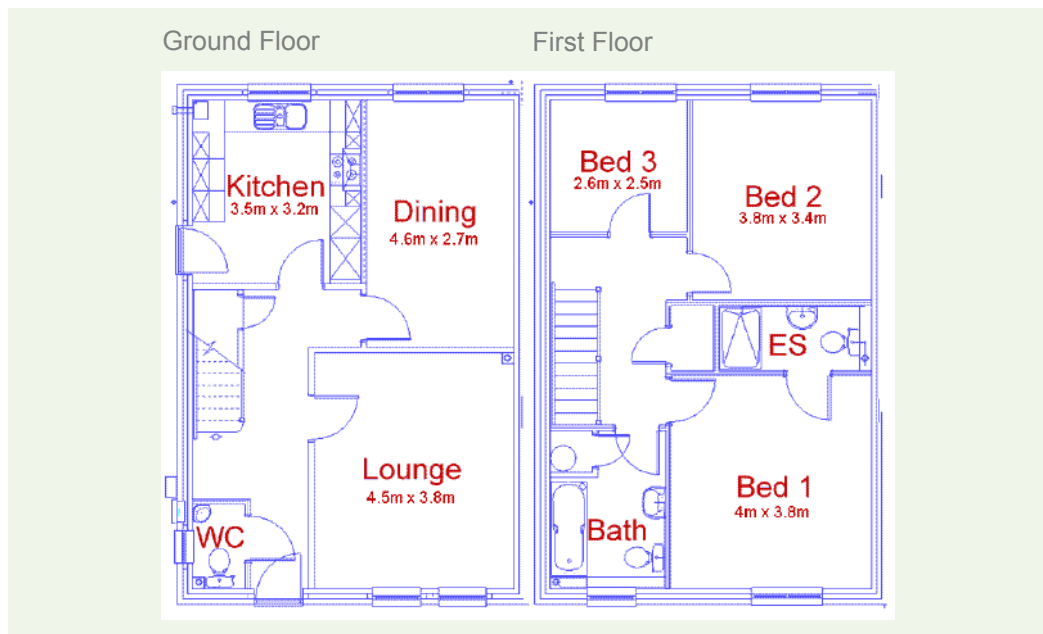 Ground Floor
First Floor
Kitchen
3.5m x 3.2m
Dining
4.6m x 2.7m
Lounge
4.5m x 3.8m
WC
Bed 3
2.6m x 2.5m
Bed 2
3.8m x 3.4m
ES
Bed 1
4m x 3.8m
Bath